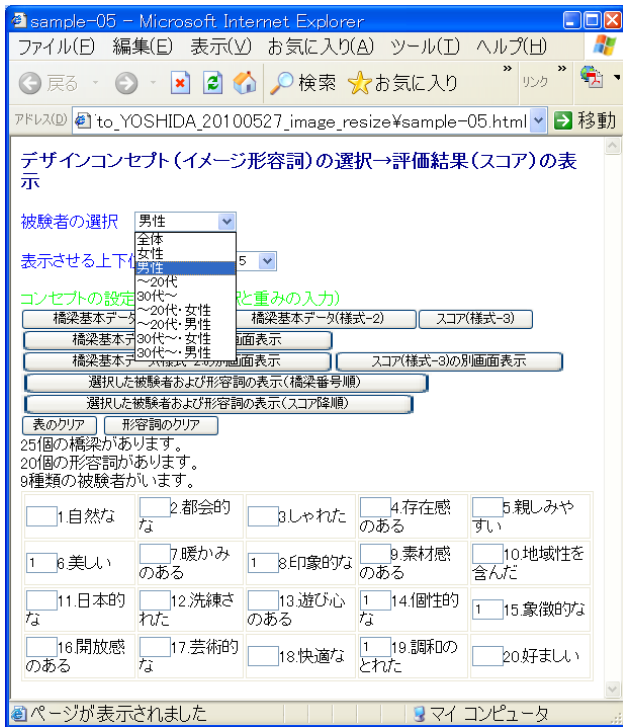 sample-05 - Microsoft Internet Explorer
ファイル(F) 編集(E) 表示(V) お気に入り(A) ツール(T) ヘルプ(H)
戻る 検索 お気に入り » リンク »
アドレス(D) to_YOSHIDA_20100527_image_resize¥sample-05.html 移動
デザインコンセプト(イメージ形容詞)の選択→評価結果(スコア)の表
示
被験者の選択 男性
全体
女性
男性
～20代
30代～
～20代・女性
～20代・男性
30代～・女性
30代～・男性
表示させる上下 5
コンセプトの設定 と重みの入力)
橋梁基本デー 橋梁基本データ(様式-2) スコア(様式-3)
橋梁基本デ 画面表示
橋梁基本デ の別画面表示 スコア(様式-3)の別画面表示
選択した被験者および形容詞の表示(橋梁番号順)
選択した被験者および形容詞の表示(スコア降順)
表のクリア 形容詞のクリア
25個の橋梁があります。
20個の形容詞があります。
9種類の被験者がいます。
1.自然な 2.都会的な 3.しゃれた 4.存在感のある 5.親しみやすい
1 6.美しい 7.暖かみのある 1 8.印象的な 9.素材感のある 10.地域性を含んだ
11.日本的な 12.洗練された 13.遊び心のある 1 14.個性的な 1 15.象徴的な
16.開放感のある 17.芸術的な 18.快適な 1 19.調和のとれた 20.好ましい
ページが表示されました マイ コンピュータ